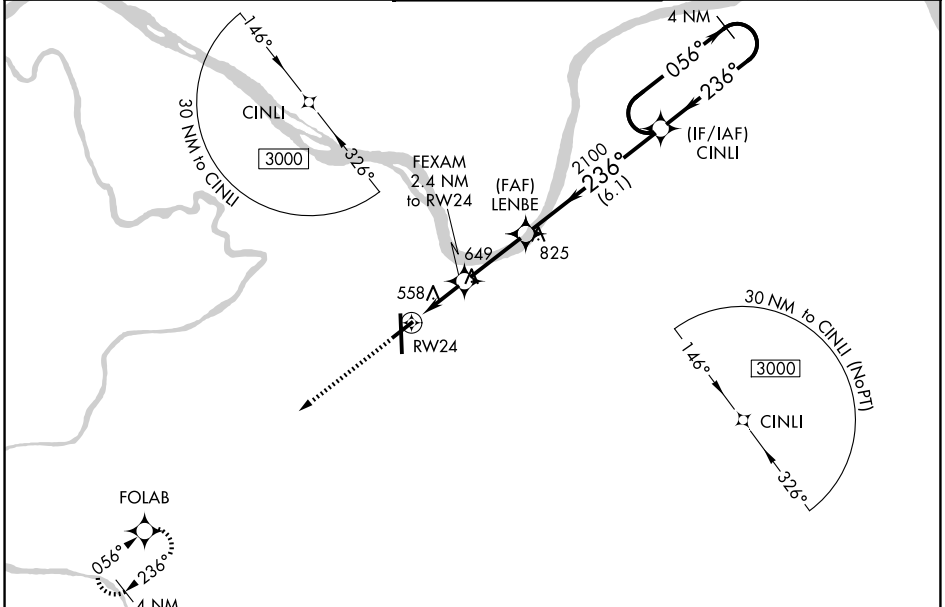 4 NM
056°
236°
(IF/IAF)
CINLI
146°
CINLI
3000
326°
30 NM to CINLI
FEXAM
2.4 NM
to RW24
2100
236°
(6.1)
(FAF)
LENBE
825
649
558
RW24
30 NM to CINLI (NoPT)
146°
3000
CINLI
326°
FOLAB
056°
236°
4 NM